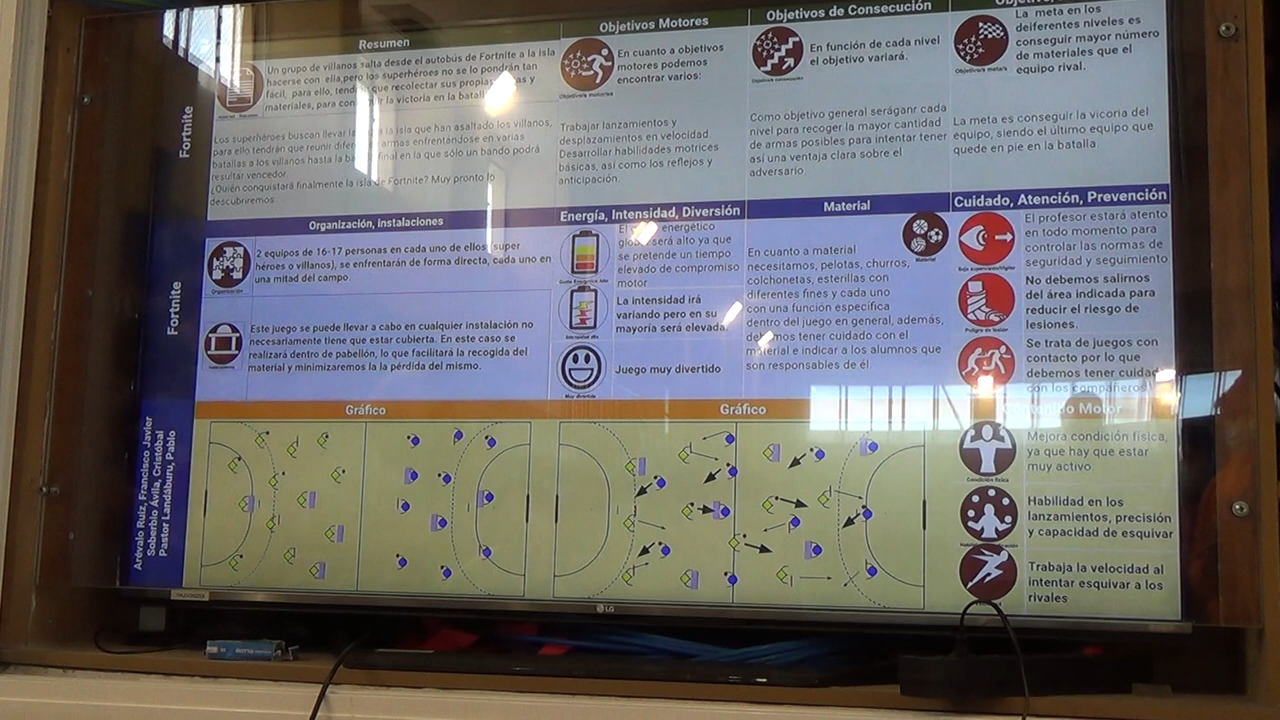 Resumen
Un grupo de villanos salta desde el autobús de Fortnite a la isla
hacerse con ella,pero los superhéroes no se lo pondrán tan
fácil, para ello, que recolectar sus propias y
materiales, para la victoria en la batalla
Los superhéroes buscan llevar la isla que han asaltado los villanos,
para ello tendrán que reunir armas enfrentándose en varias
batallas a los villanos hasta la final en la que sólo un bando podrá
resultar vencedor.
¿Quién conquistará finalmente la isla de Fortnite? Muy pronto lo
descubriremos
Objetivos Motores
En cuanto a objetivos
motores podemos
encontrar varios:
Trabajar lanzamientos y
desplazamientos en velocidad.
Desarrollar habilidades motrices
básicas, así como los reflejos y
anticipación.
Objetivos de Consecución
En función de cada nivel
el objetivo variará.
Como objetivo general seráganr cada
nivel para recoger la mayor cantidad
de armas posibles para intentar tener
así una ventaja clara sobre el
adversario.
La meta en los
deiferentes niveles es
conseguir mayor número
de materiales que el
equipo rival.
La meta es conseguir la vicoria del
equipo, siendo el último equipo que
quede en pie en la batalla
Fortnite
Organización, instalaciones
Organización
2 equipos de 16-17 personas en cada uno de ellos (super
héroes o villanos), se enfrentarán de forma directa, cada uno en
una mitad del campo.
Este juego se puede llevar a cabo en cualquier instalación no
necesariamente tiene que estar cubierta. En este caso se
realizará dentro de pabellón, lo que facilitará la recogida del
material y minimizaremos la la pérdida del mismo.
Energía, Intensidad, Diversión
El energético
será alto ya que
se pretende un tiempo
elevado de compromiso
motor
La intensidad irá
variando pero en su
mayoría será elevada.
Juego muy divertido
Muy divertido
Material
Material
En cuanto a material
necesitamos, pelotas, churros,
colchonetas, esterillas con
diferentes fines y cada uno
con una función específica
dentro del juego en general, además,
debemos tener cuidado con el
material e indicar a los alumnos que
son responsables de él.
Cuidado, Atención, Prevención
El profesor estará atento
en todo momento para
controlar las normas de
seguridad y seguimiento
No debemos salirnos
del área indicada para
reducir el riesgo de
lesiones.
Peligro de lesión
Se trata de juegos con
contacto por lo que
debemos tener cuidado
con los compañeros
Fortnite
Gráfico
Gráfico
Contenido Motor
Mejora condición física,
ya que hay que estar
muy activo.
Condición física
Habilidad en los
lanzamientos, precisión
y capacidad de esquivar
Trabaja la velocidad al
intentar esquivar a los
rivales
Arévalo Ruiz, Francisco Javier
Soberbio Ávila, Cristóbal
Pastor Landáburu, Pablo
LG